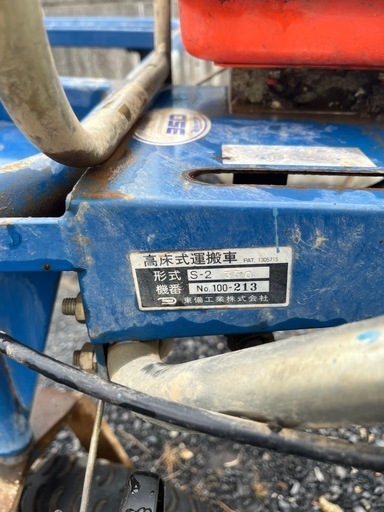 高床式運搬車 PAT. 1305715
形式 S-2 350
機番 No.100-213
東備工業株式会社